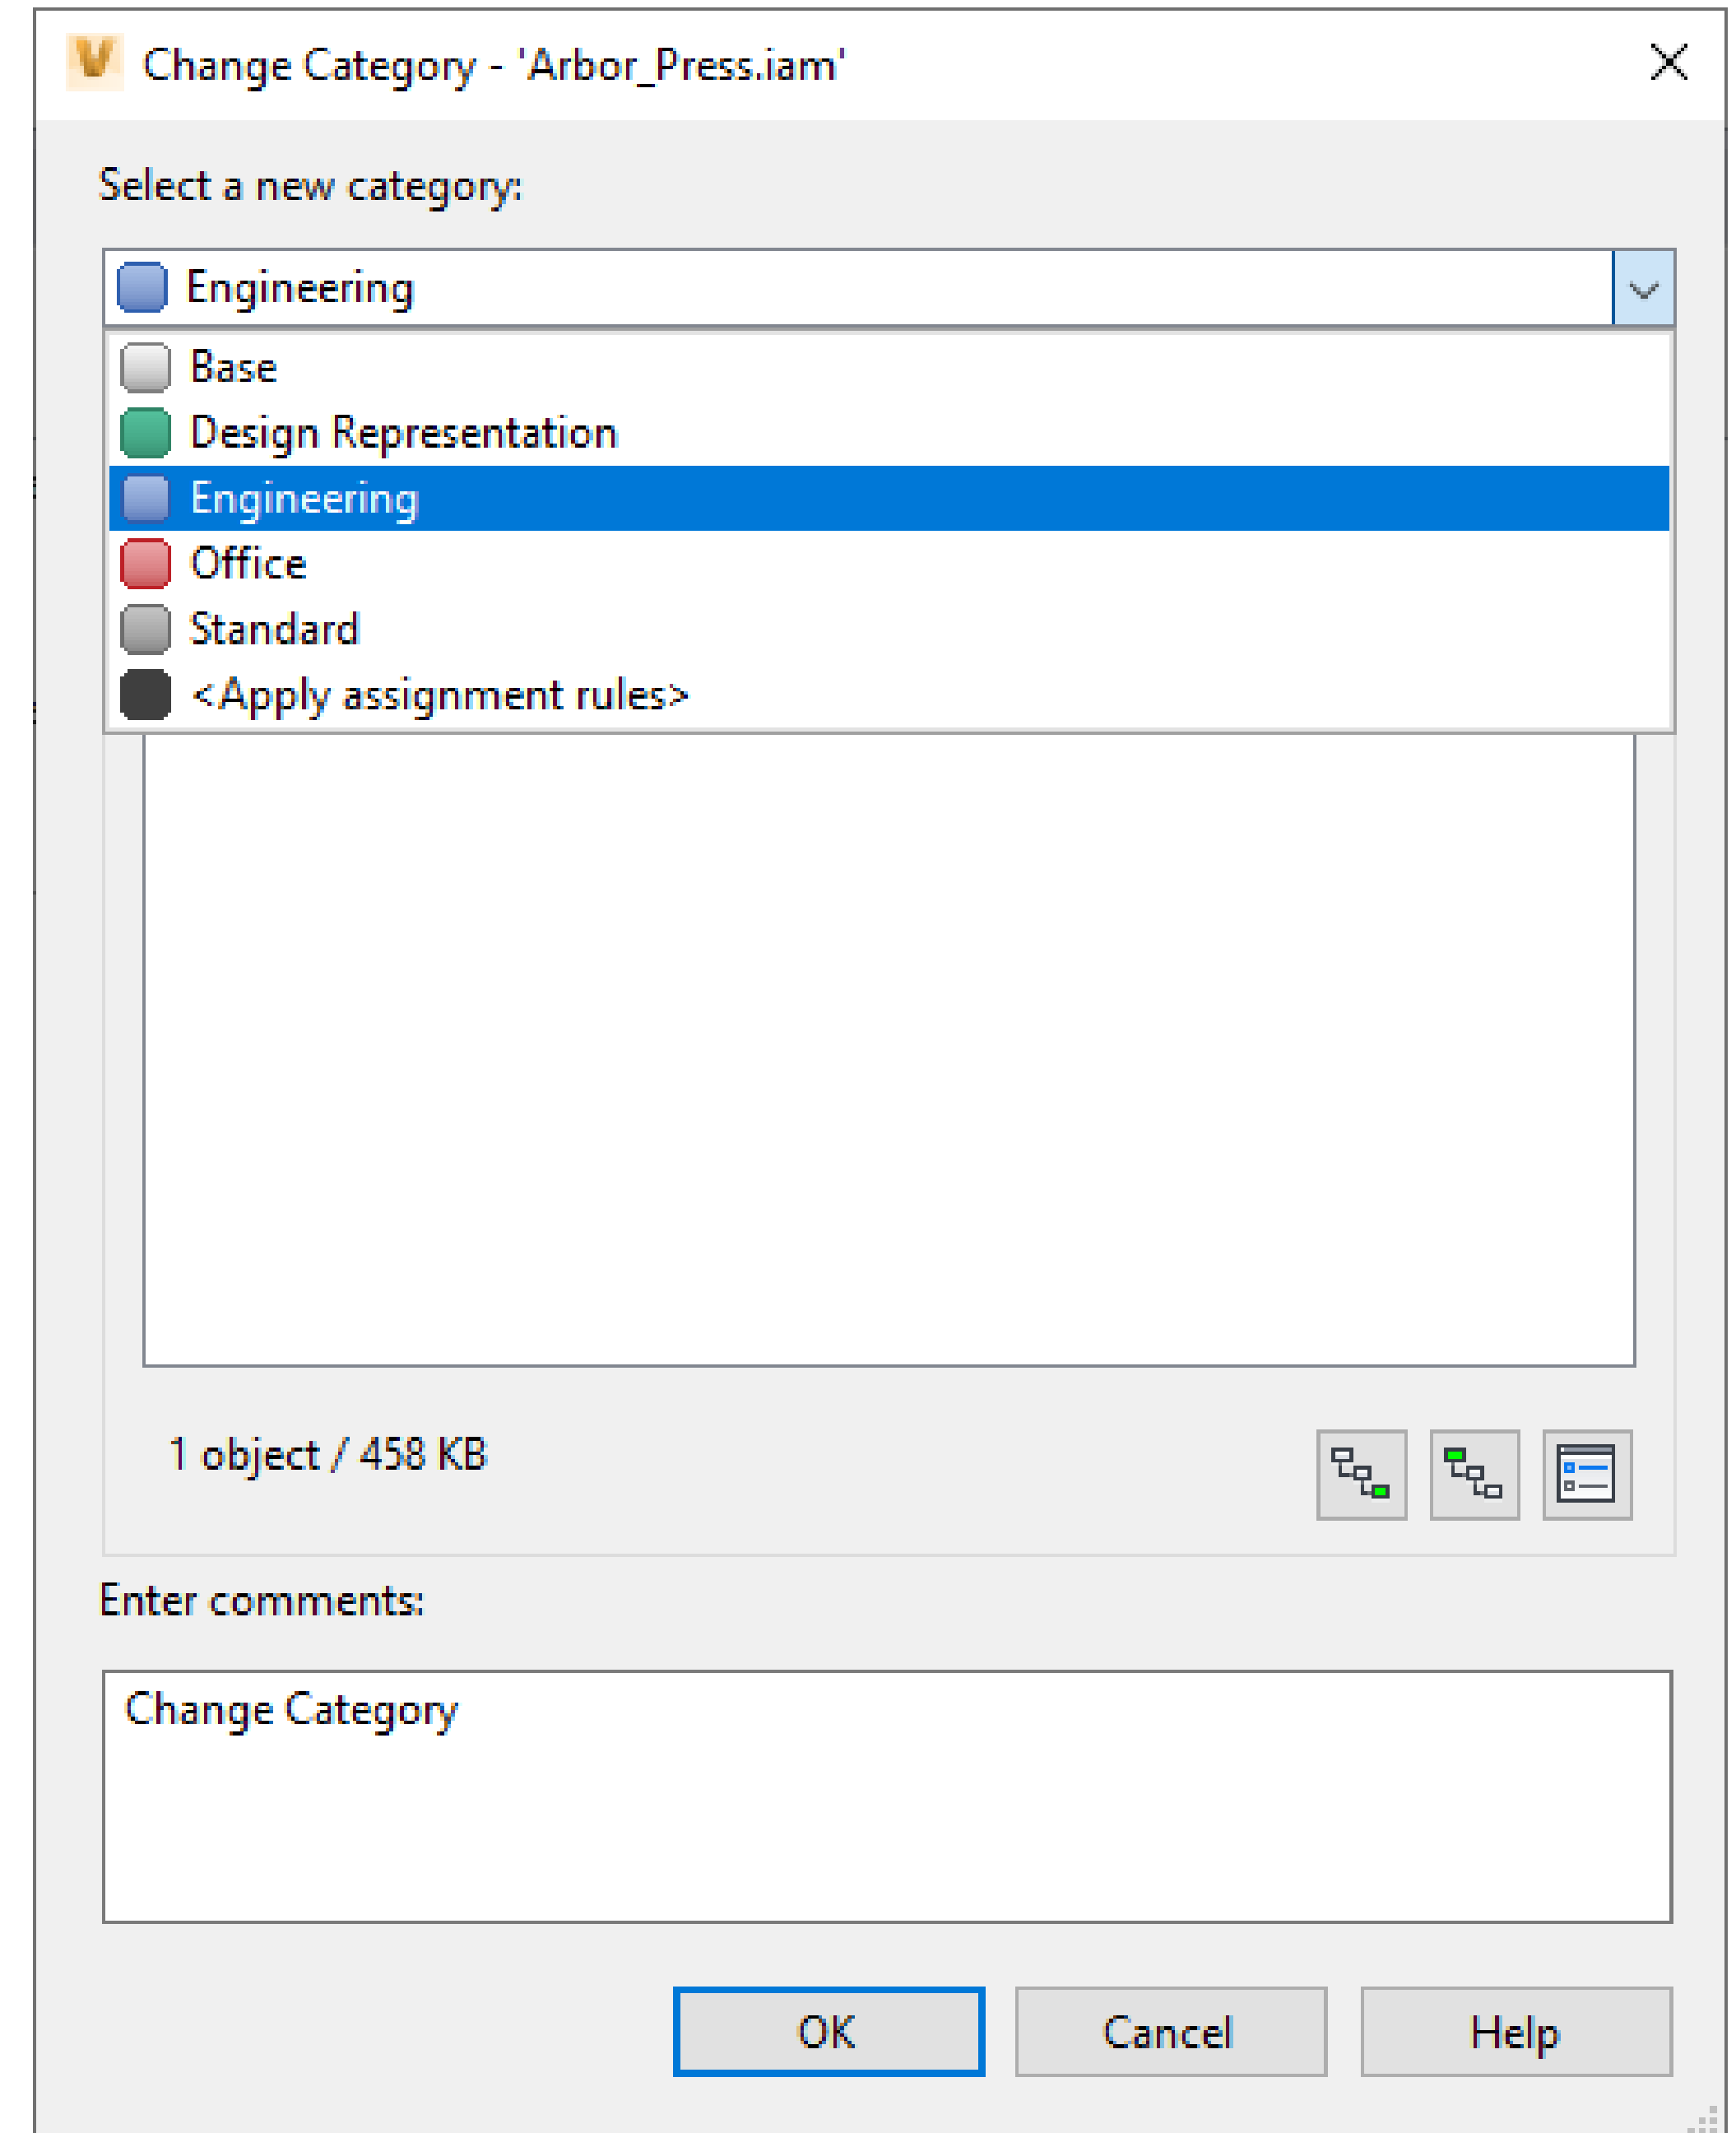 Change Category - 'Arbor_Press.iam'
Select a new category:
Engineering
Base
Design Representation
Engineering
Office
Standard
<Apply assignment rules>
1 object / 458 KB
Enter comments:
Change Category
OK
Cancel
Help